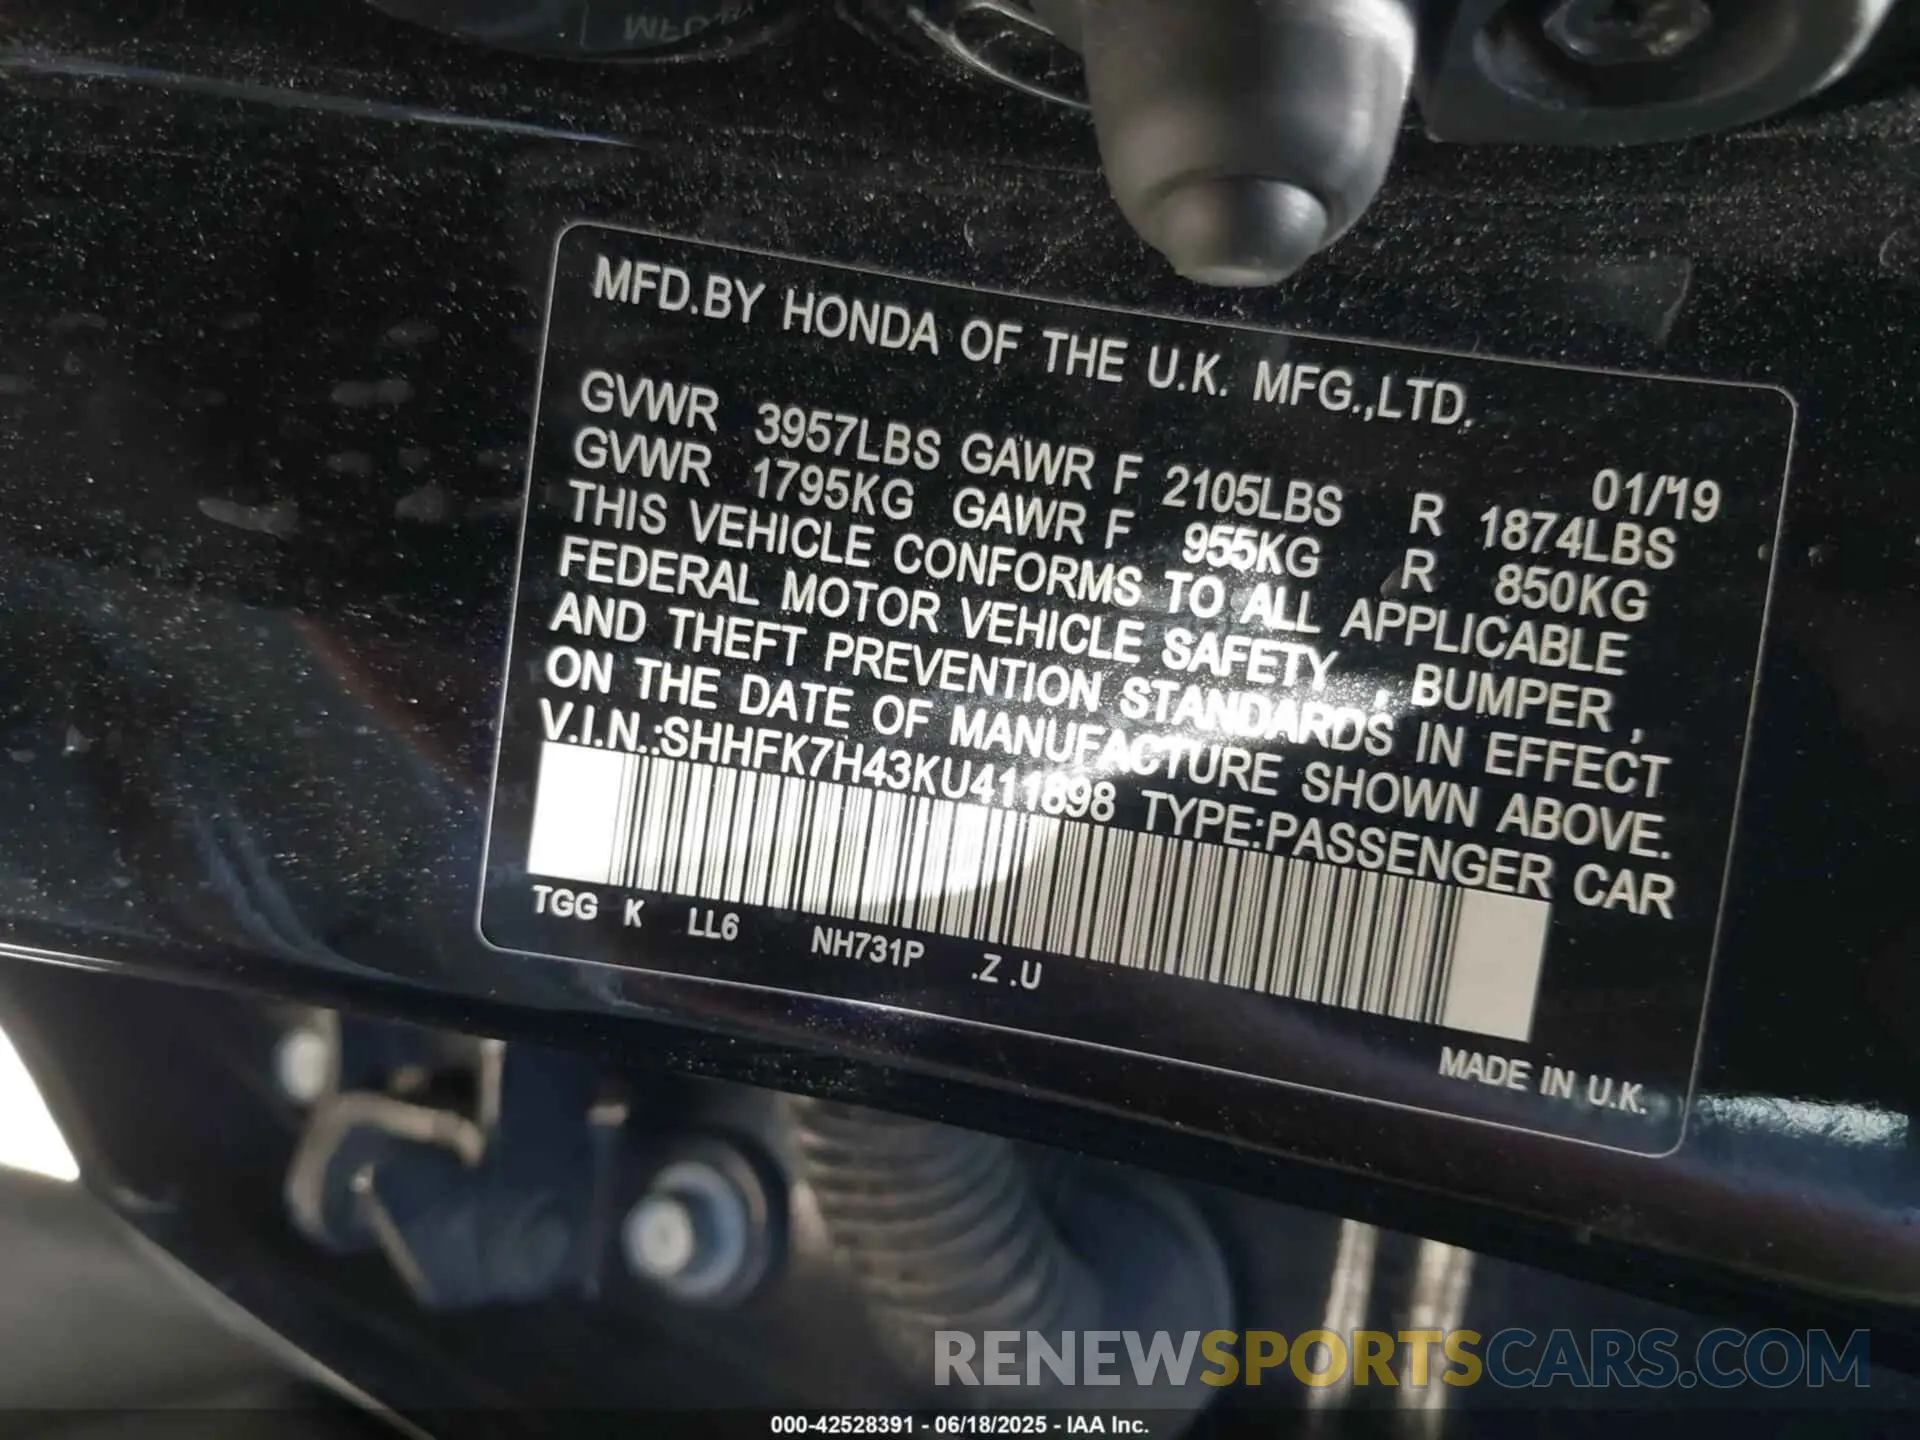 MFD.BY HONDA OF THE U.K. MFG.,LTD.
01/'19
GVWR 3957LBS GAWR F 2105LBS R 1874LBS
GVWR 1795KG GAWR F 955KG R 850KG
THIS VEHICLE CONFORMS TO ALL APPLICABLE
FEDERAL MOTOR VEHICLE SAFETY , BUMPER ,
AND THEFT PREVENTION STANDARDS IN EFFECT
ON THE DATE OF MANUFACTURE SHOWN ABOVE.
V.I.N.:SHHFK7H43KU411898 TYPE:PASSENGER CAR
TGG K LL6 NH731P .Z .U
MADE IN U.K.
RENEWSPORTSCARS.COM
000-42528391 - 06/18/2025 - IAA Inc.